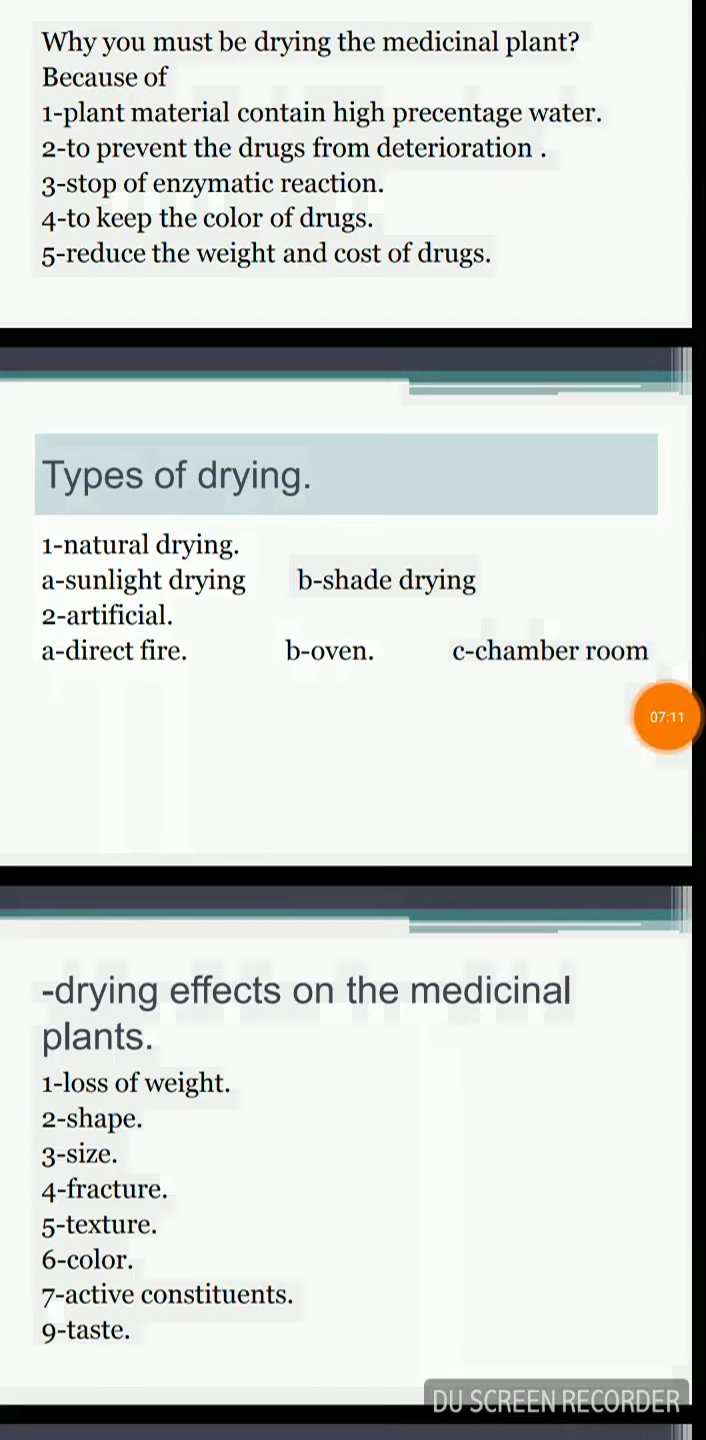 Why you must be drying the medicinal plant?
Because of
1-plant material contain high precentage water.
2-to prevent the drugs from deterioration .
3-stop of enzymatic reaction.
4-to keep the color of drugs.
5-reduce the weight and cost of drugs.
Types of drying.
1-natural drying.
a-sunlight drying b-shade drying
2-artificial.
a-direct fire. b-oven. c-chamber room
07:11
-drying effects on the medicinal
plants.
1-loss of weight.
2-shape.
3-size.
4-fracture.
5-texture.
6-color.
7-active constituents.
9-taste.
DU SCREEN RECORDER